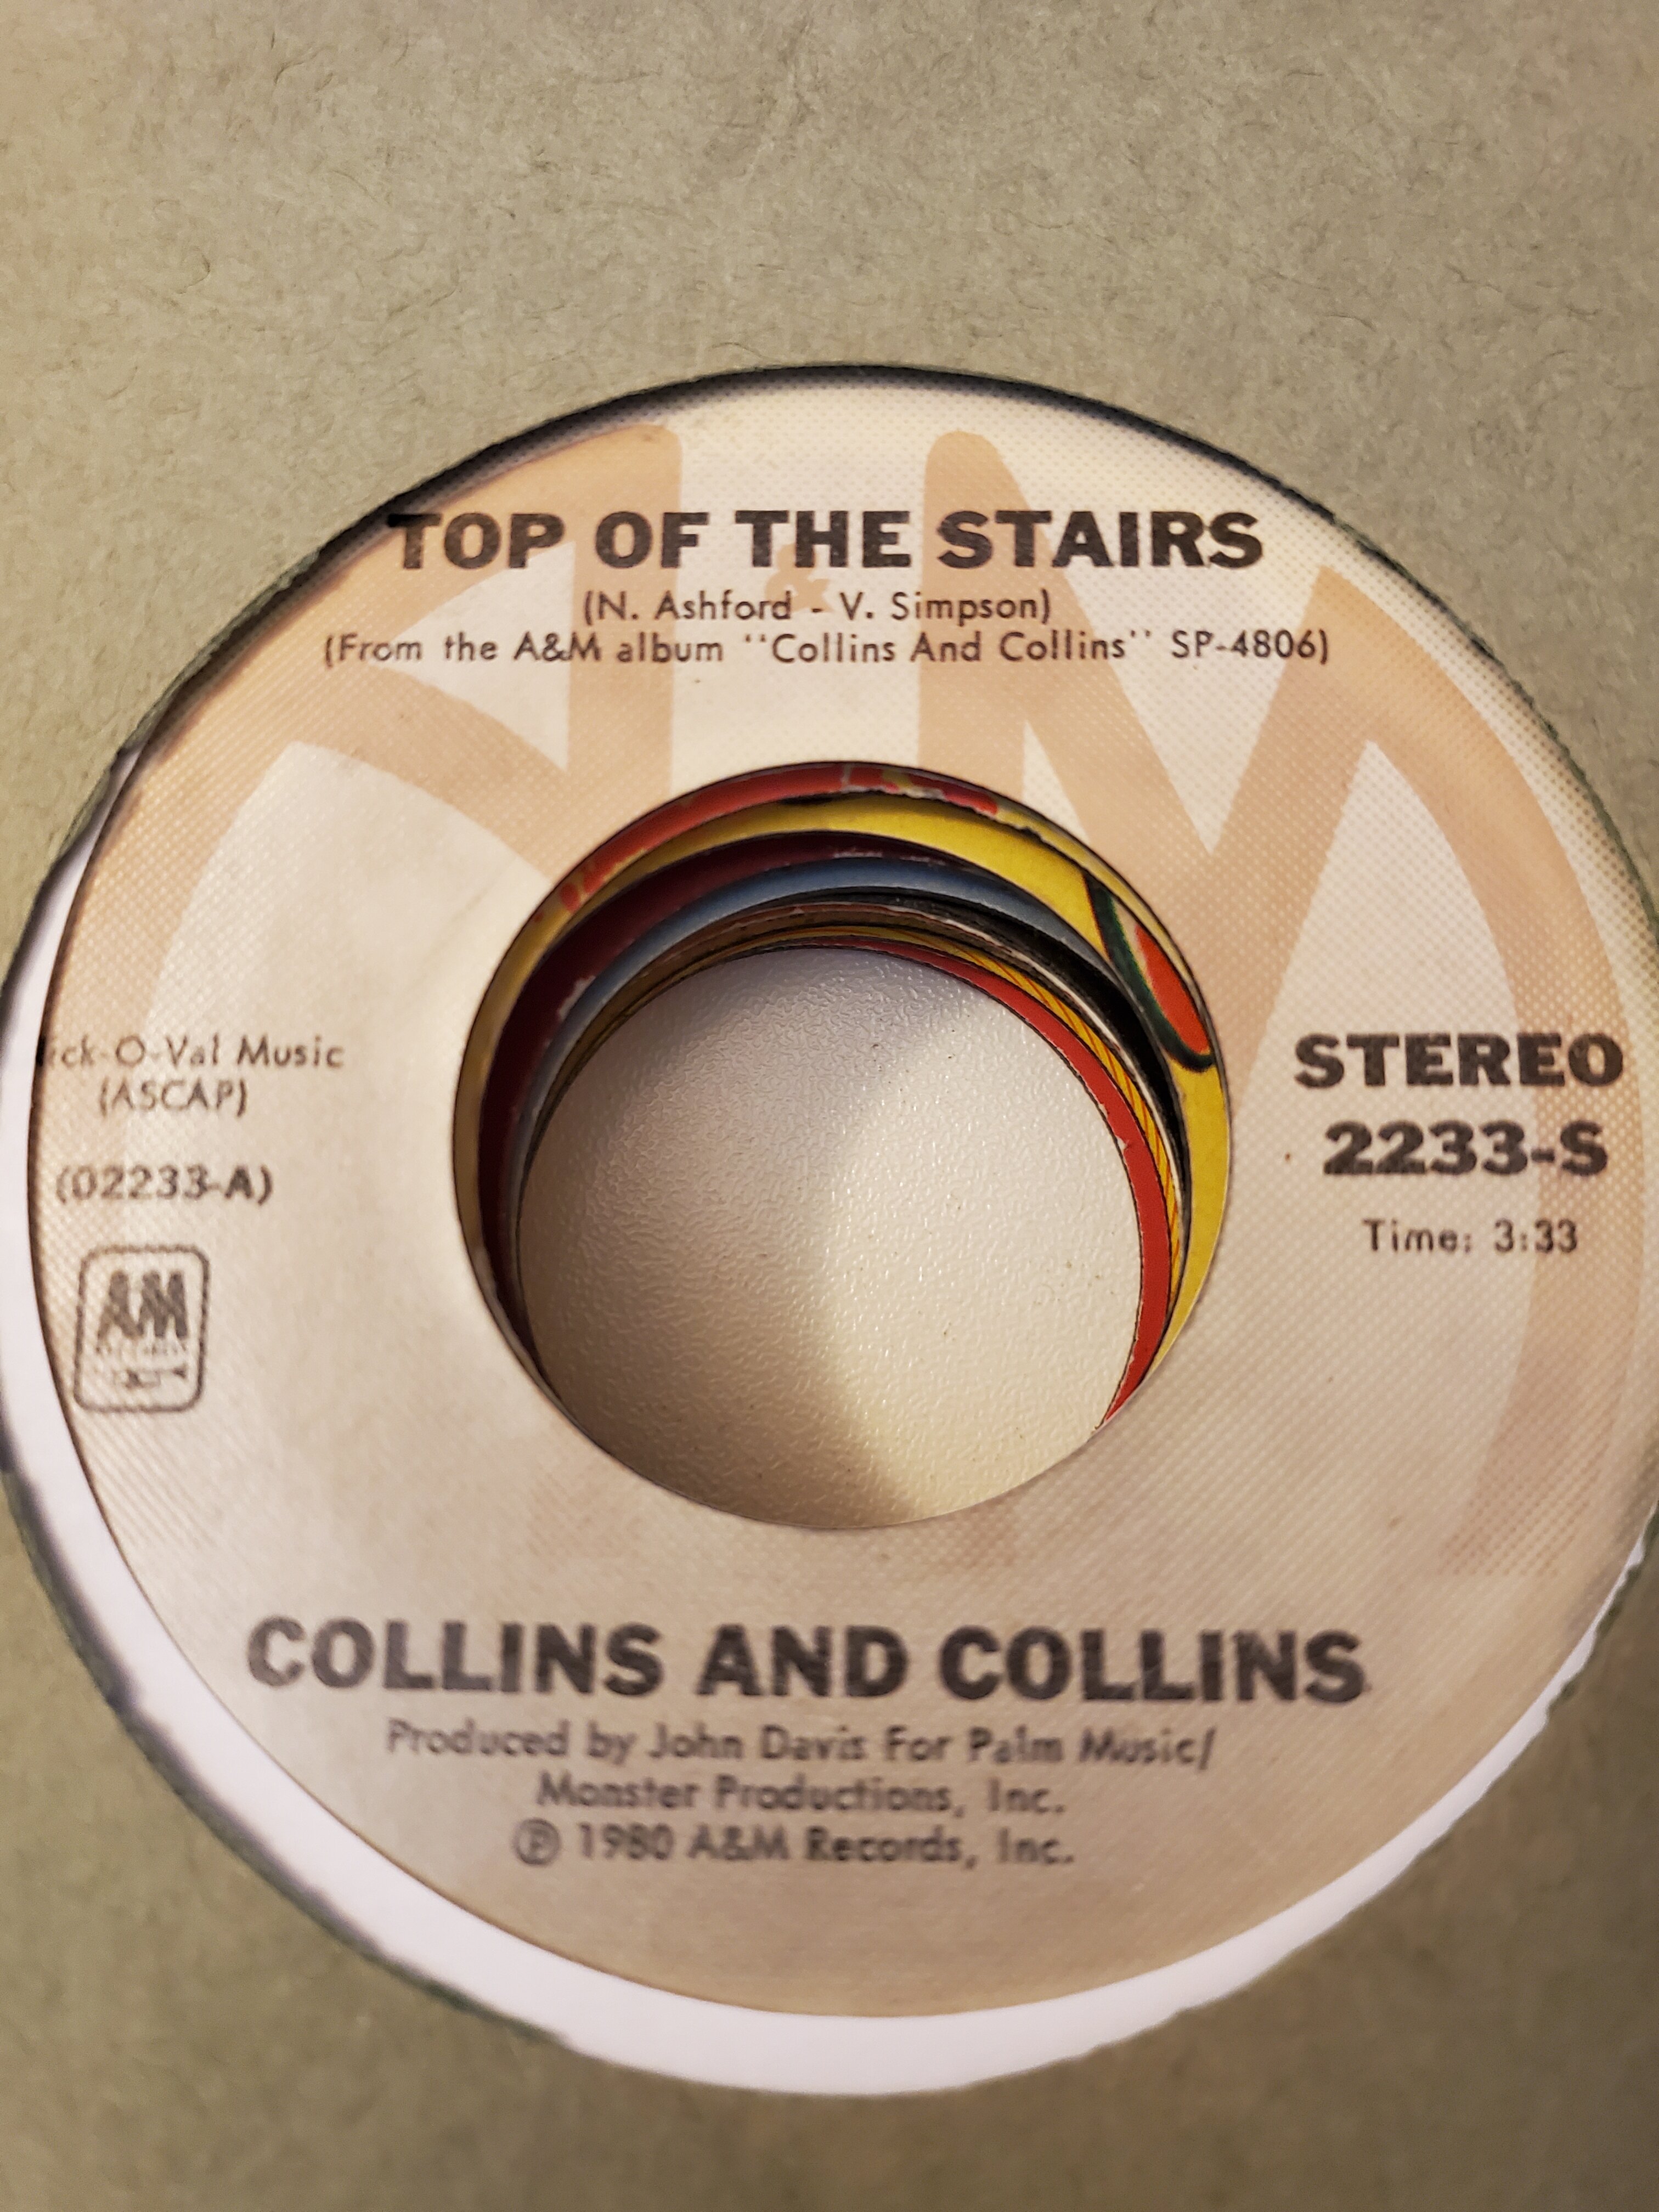 TOP OF THE STAIRS
(N. Ashford - V. Simpson)
(From the A&M album "Collins And Collins" SP-4806)
ick-O-Val Music
(ASCAP)
(02233-A)
A&M
STEREO
2233-S
Time: 3:33
COLLINS AND COLLINS
Produced by John Davis For Palm Music/
Monster Productions, Inc.
Ⓟ 1980 A&M Records, Inc.